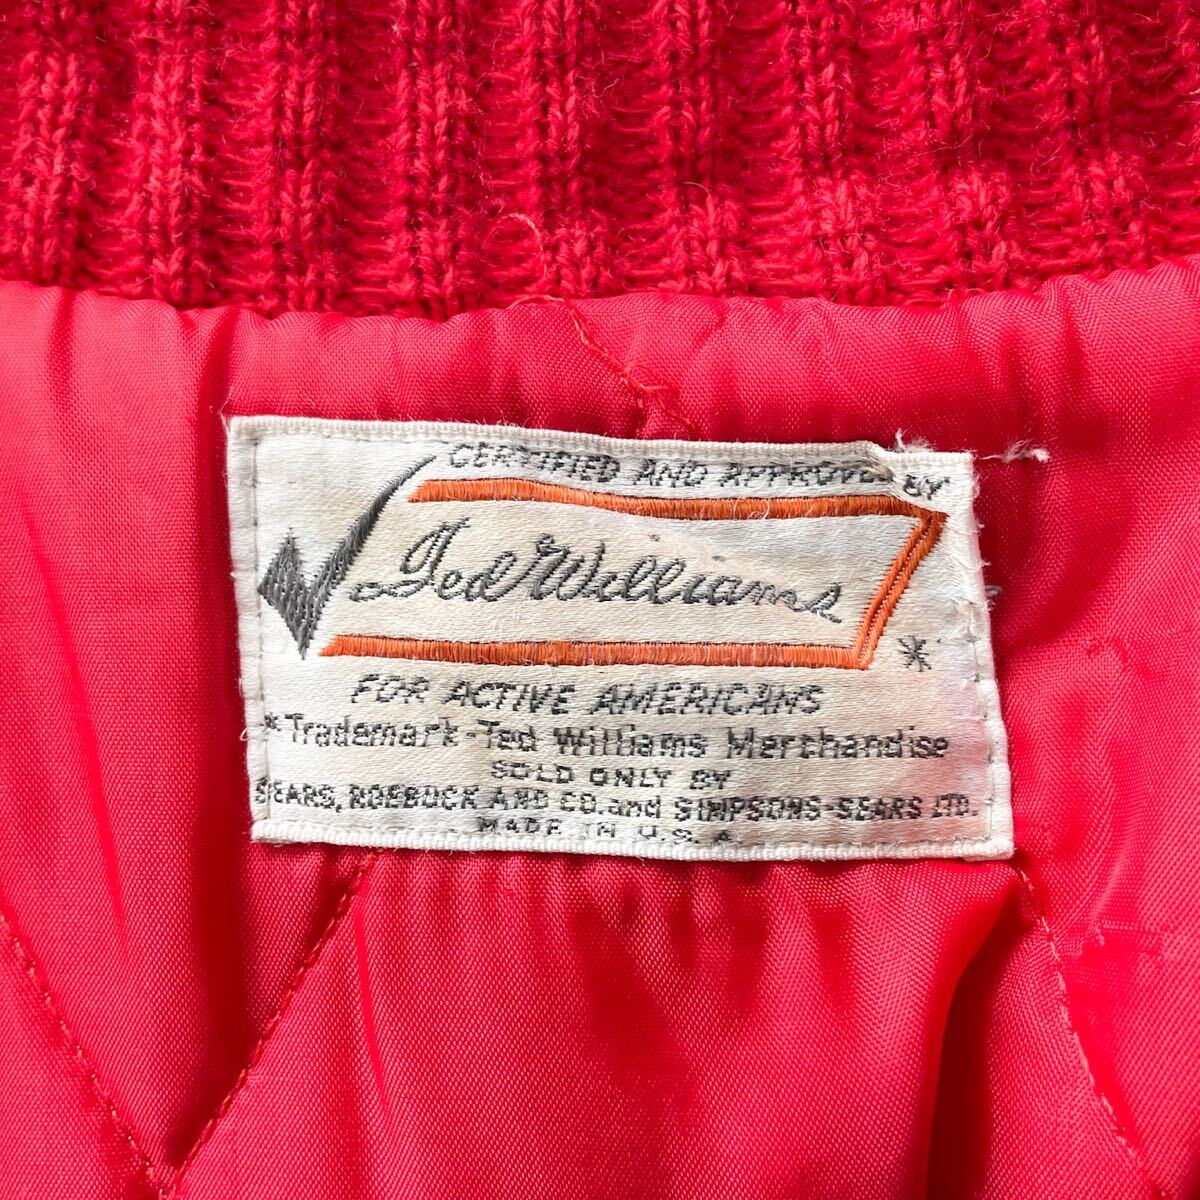 CERTIFIED AND APPROVED BY
Ted Williams
*
FOR ACTIVE AMERICANS
*Trademark-Ted Williams Merchandise
SOLD ONLY BY
SEARS, ROEBUCK AND CO. and SIMPSONS-SEARS LTD.
MADE IN U.S.A.